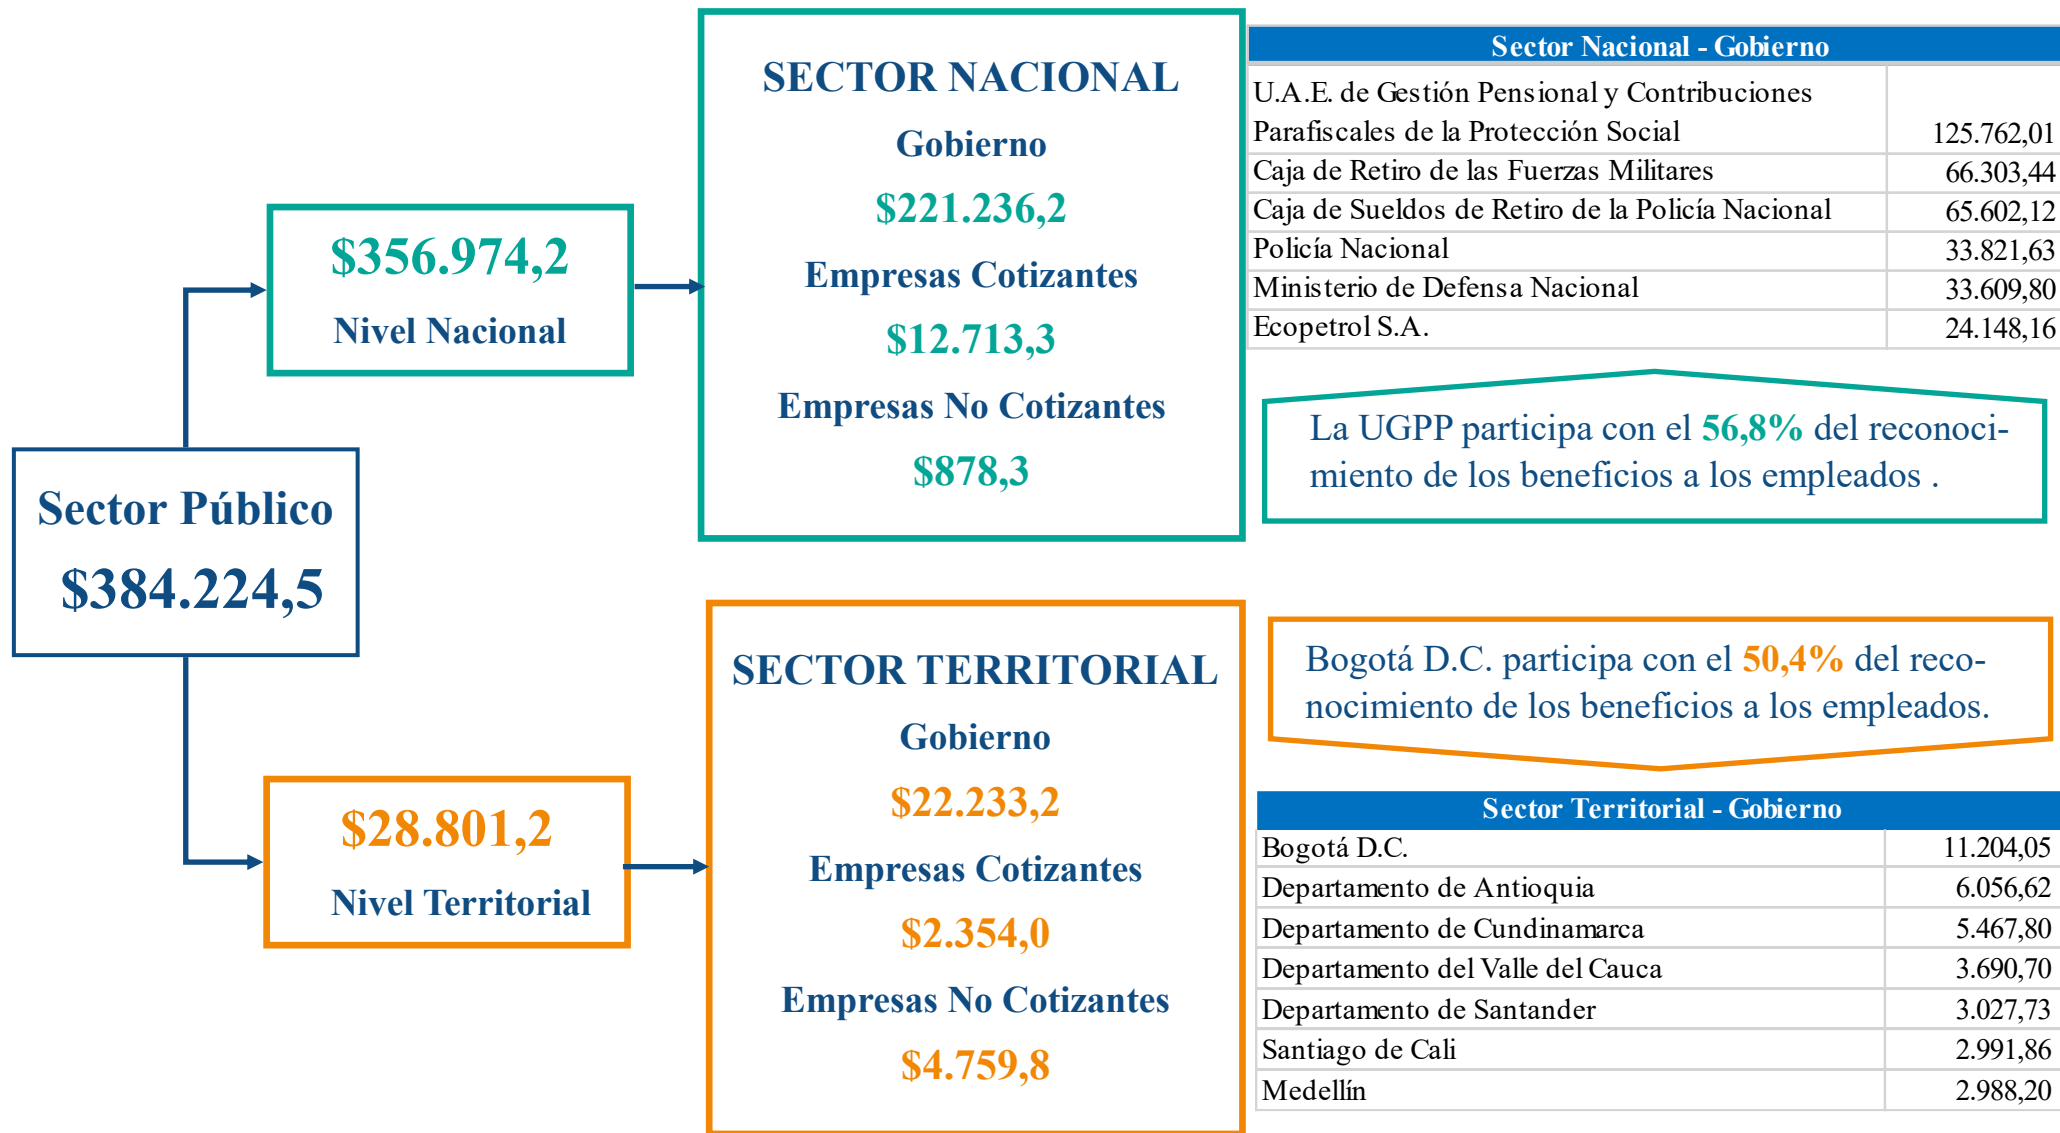 Sector Público
$384.224,5
$356.974,2
Nivel Nacional
SECTOR NACIONAL
Gobierno
$221.236,2
Empresas Cotizantes
$12.713,3
Empresas No Cotizantes
$878,3
Sector Nacional - Gobierno
U.A.E. de Gestión Pensional y Contribuciones
Parafiscales de la Protección Social 125.762,01
Caja de Retiro de las Fuerzas Militares 66.303,44
Caja de Sueldos de Retiro de la Policía Nacional 65.602,12
Policía Nacional 33.821,63
Ministerio de Defensa Nacional 33.609,80
Ecopetrol S.A. 24.148,16
La UGPP participa con el 56,8% del reconoci-
miento de los beneficios a los empleados .
$28.801,2
Nivel Territorial
SECTOR TERRITORIAL
Gobierno
$22.233,2
Empresas Cotizantes
$2.354,0
Empresas No Cotizantes
$4.759,8
Bogotá D.C. participa con el 50,4% del reco-
nocimiento de los beneficios a los empleados.
Sector Territorial - Gobierno
Bogotá D.C. 11.204,05
Departamento de Antioquia 6.056,62
Departamento de Cundinamarca 5.467,80
Departamento del Valle del Cauca 3.690,70
Departamento de Santander 3.027,73
Santiago de Cali 2.991,86
Medellín 2.988,20